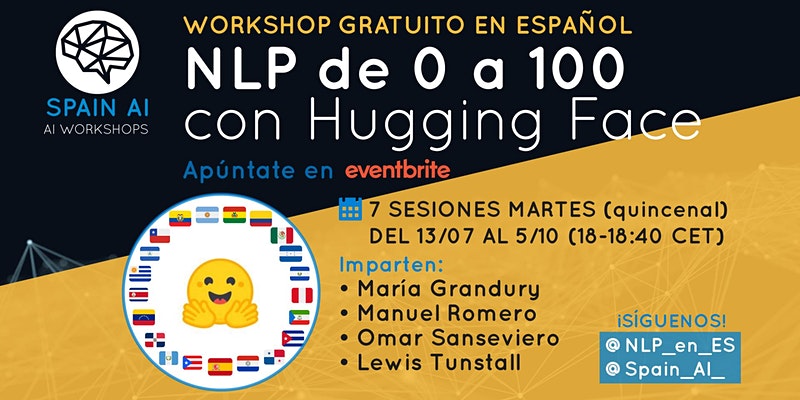 WORKSHOP GRATUITO EN ESPAÑOL
NLP de 0 a 100
con Hugging Face
SPAIN AI
AI WORKSHOPS
Apúntate en eventbrite
7 SESIONES MARTES (quincenal)
DEL 13/07 AL 5/10 (18-18:40 CET)
Imparten:
• María Grandury
• Manuel Romero
• Omar Sanseviero
• Lewis Tunstall
¡SÍGUENOS!
@NLP_en_ES
@Spain_AI_